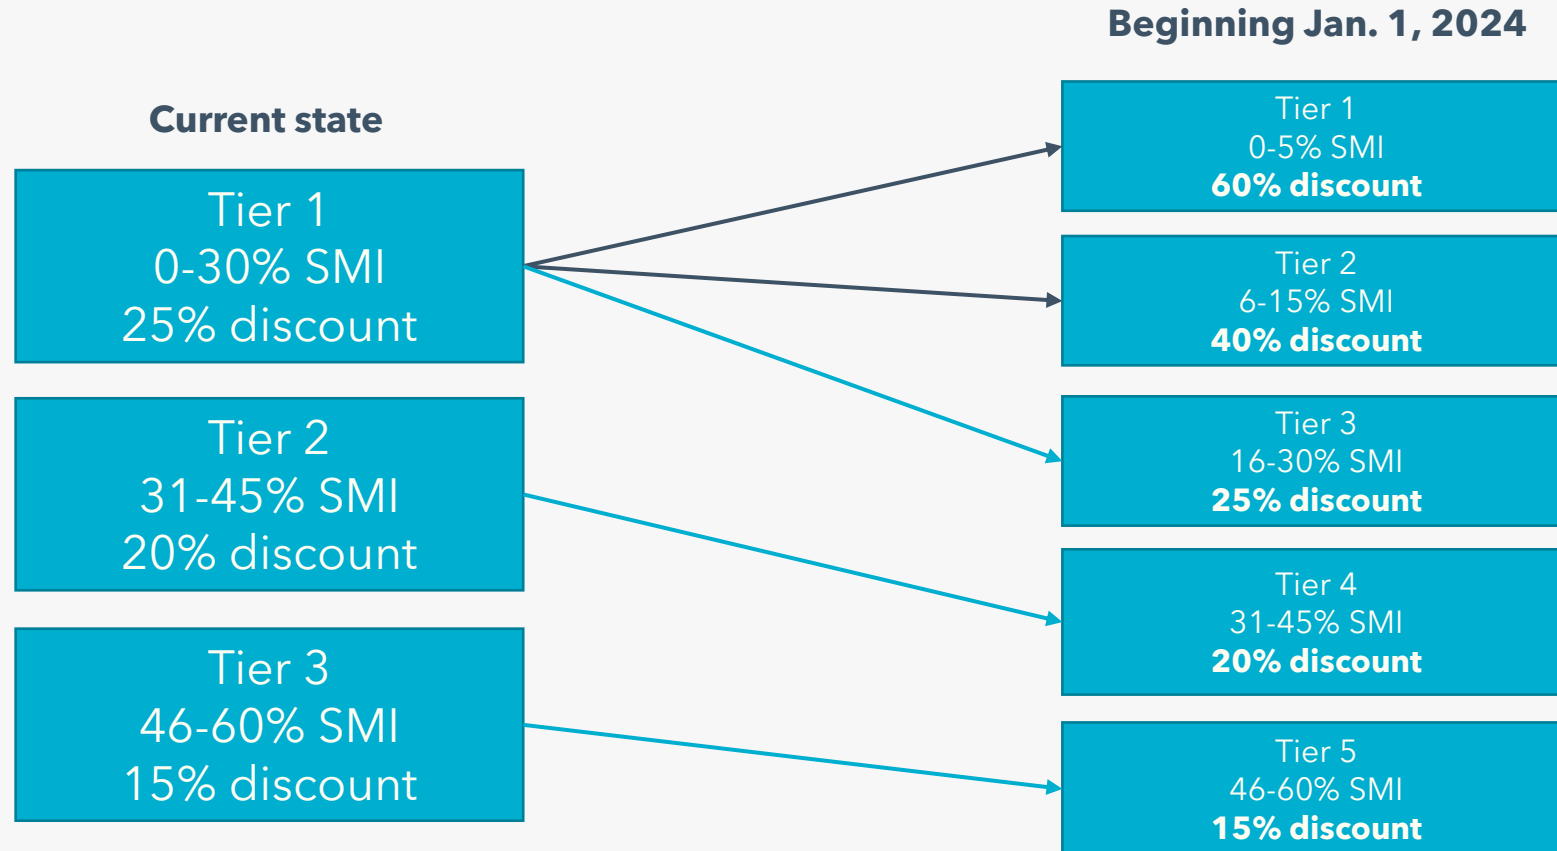 Current state
Tier 1
0-30% SMI
25% discount
Tier 2
31-45% SMI
20% discount
Tier 3
46-60% SMI
15% discount
Beginning Jan. 1, 2024
Tier 1
0-5% SMI
60% discount
Tier 2
6-15% SMI
40% discount
Tier 3
16-30% SMI
25% discount
Tier 4
31-45% SMI
20% discount
Tier 5
46-60% SMI
15% discount